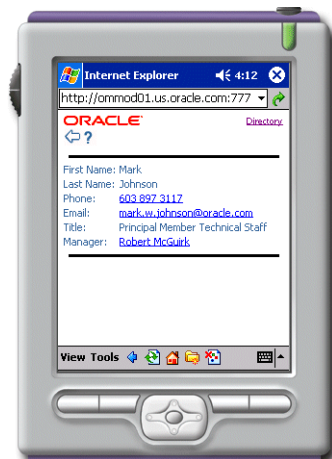 Internet Explorer 4:12
http://ommod01.us.oracle.com:777
ORACLE
Directory
?
First Name: Mark
Last Name: Johnson
Phone: 603 897 3117
Email: mark.w.johnson@oracle.com
Title: Principal Member Technical Staff
Manager: Robert McGuirk
View Tools